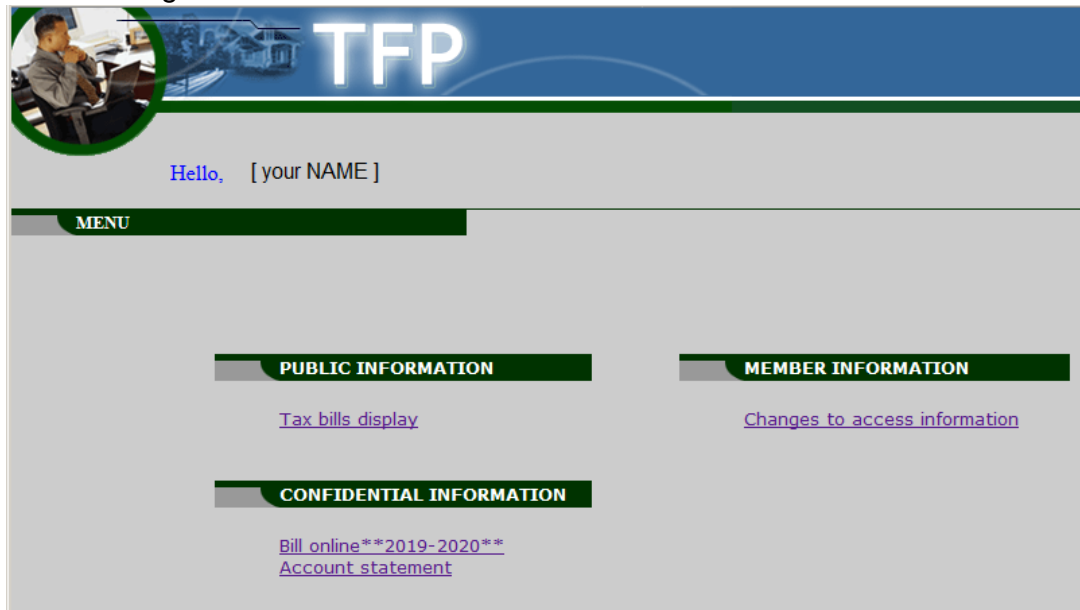 TFP
Hello, [ your NAME ]
MENU
PUBLIC INFORMATION
Tax bills display
MEMBER INFORMATION
Changes to access information
CONFIDENTIAL INFORMATION
Bill online**2019-2020**
Account statement